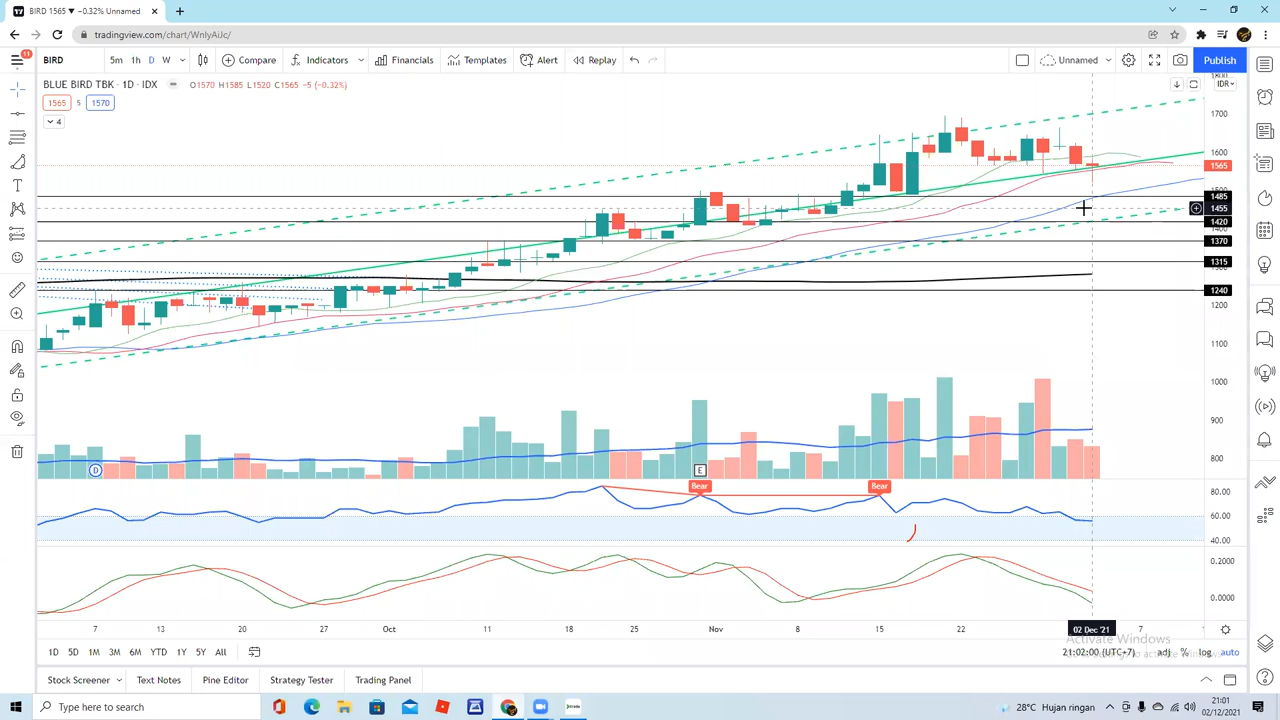 BIRD 1565 ▼ −0.32% Unnamed
tradingview.com/chart/WnlyAiJc/
11
BIRD 5m 1h D W Compare Indicators Financials Templates Alert Replay Unnamed Publish
BLUE BIRD TBK · 1D · IDX O1570 H1585 L1520 C1565 −5 (−0.32%)
IDR
1565 5 1570
4
1800
1700
1600
1565
1500
1485
1455
1420
1400
1370
1315
1300
1240
1200
1100
1000
900
800
D
E
Bear
Bear
80.00
60.00
40.00
0.2000
0.0000
7 13 20 27 Oct 11 18 25 Nov 8 15 22 02 Dec '21 7
Activate Windows
1D 5D 1M 3M 6M YTD 1Y 5Y All 21:02:00 (UTC+7) adj % log auto
Stock Screener Text Notes Pine Editor Strategy Tester Trading Panel
Type here to search
28°C Hujan ringan
21:01
02/12/2021